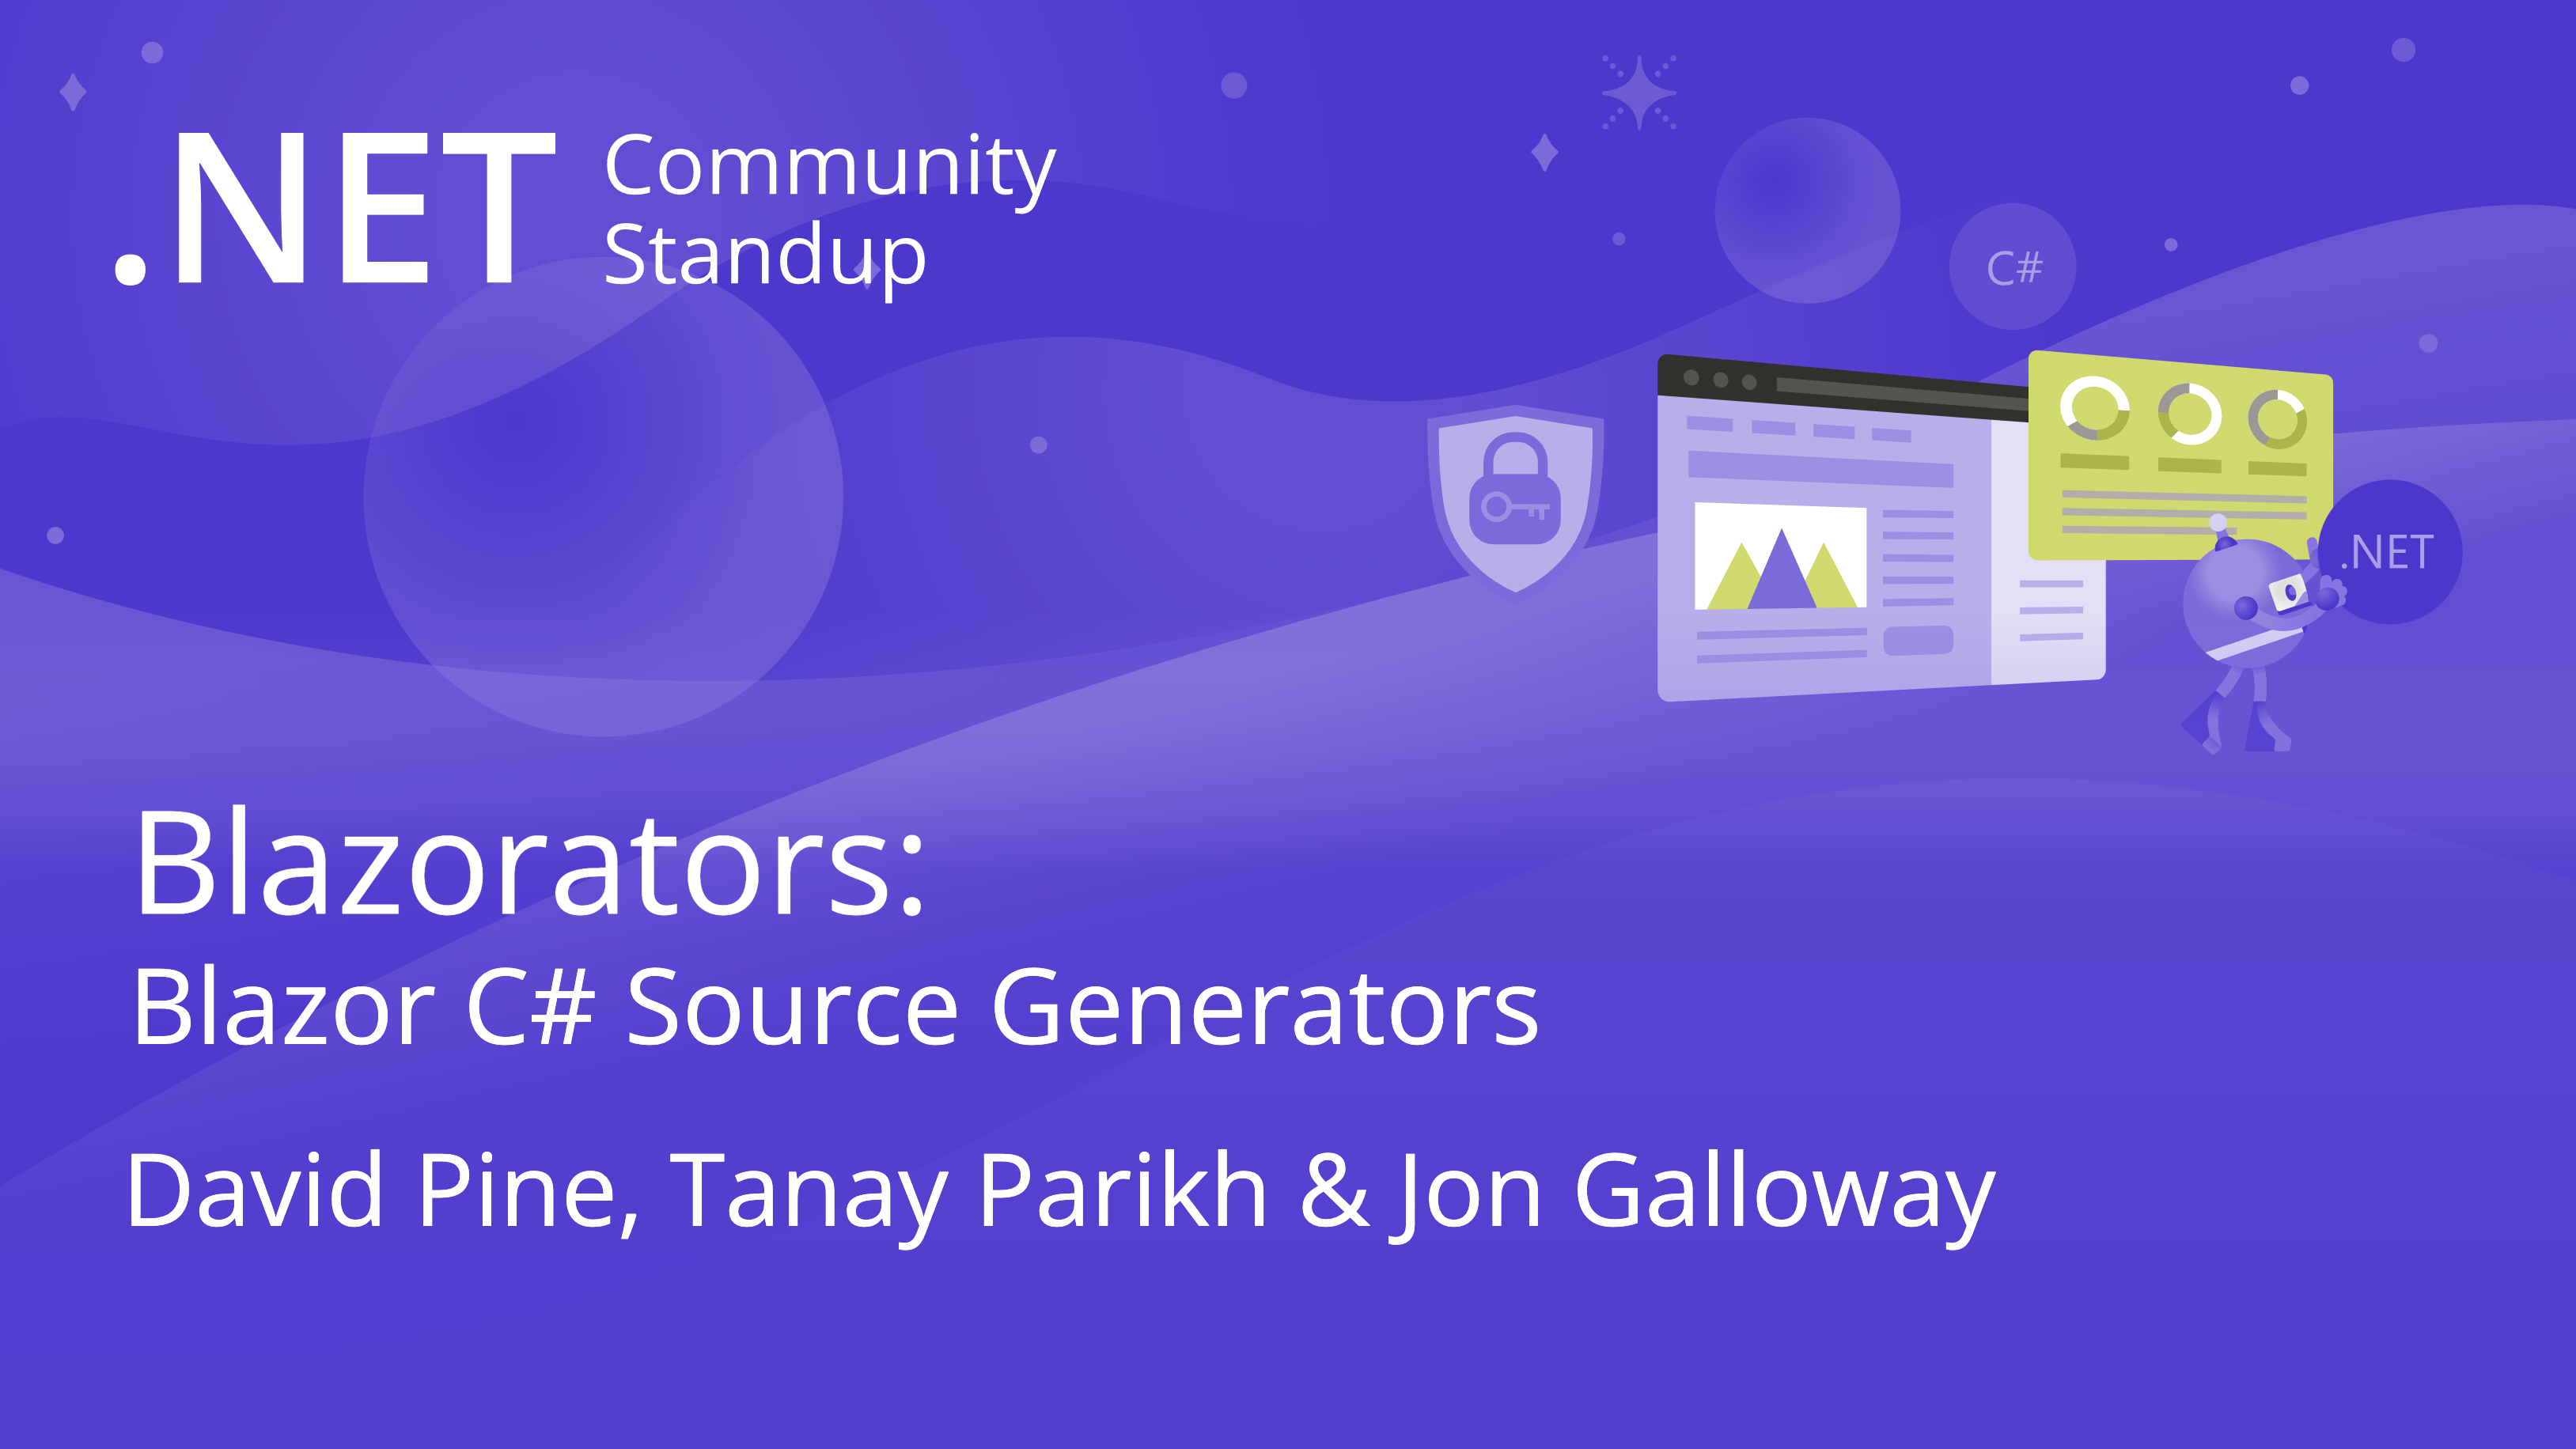 .NET
Community
Standup
C#
.NET
Blazorators:
Blazor C# Source Generators
David Pine, Tanay Parikh & Jon Galloway